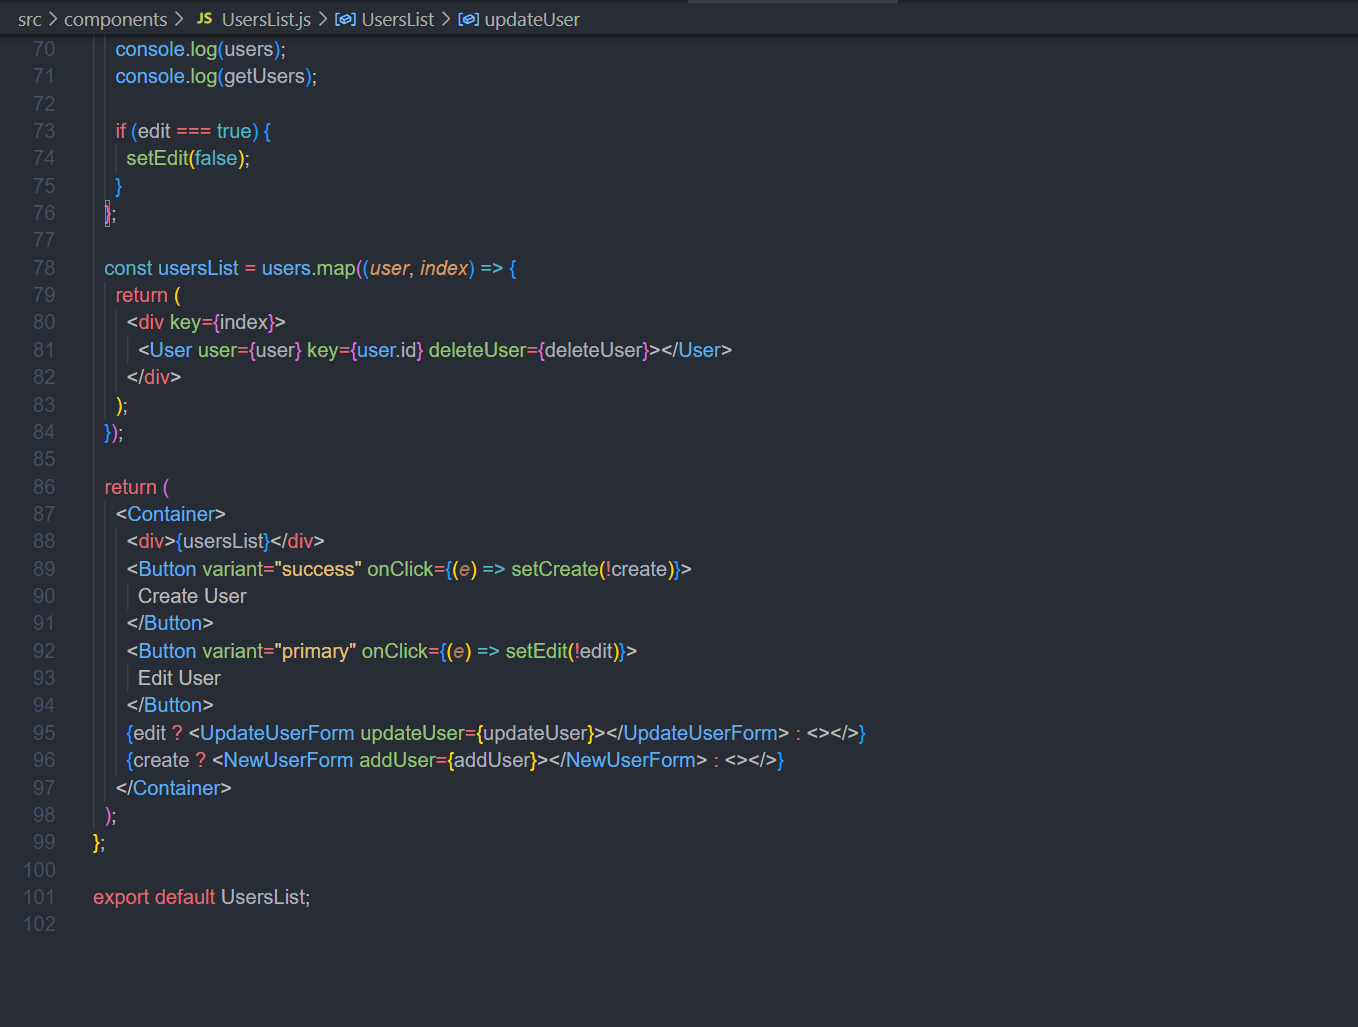 src > components > JS UsersList.js > UsersList > updateUser
70 console.log(users);
71 console.log(getUsers);
72
73 if (edit === true) {
74 setEdit(false);
75 }
76 };
77
78 const usersList = users.map((user, index) => {
79 return (
80 <div key={index}>
81 <User user={user} key={user.id} deleteUser={deleteUser}></User>
82 </div>
83 );
84 });
85
86 return (
87 <Container>
88 <div>{usersList}</div>
89 <Button variant="success" onClick={(e) => setCreate(!create)}>
90 Create User
91 </Button>
92 <Button variant="primary" onClick={(e) => setEdit(!edit)}>
93 Edit User
94 </Button>
95 {edit ? <UpdateUserForm updateUser={updateUser}></UpdateUserForm> : <></>}
96 {create ? <NewUserForm addUser={addUser}></NewUserForm> : <></>}
97 </Container>
98 );
99 };
100
101 export default UsersList;
102